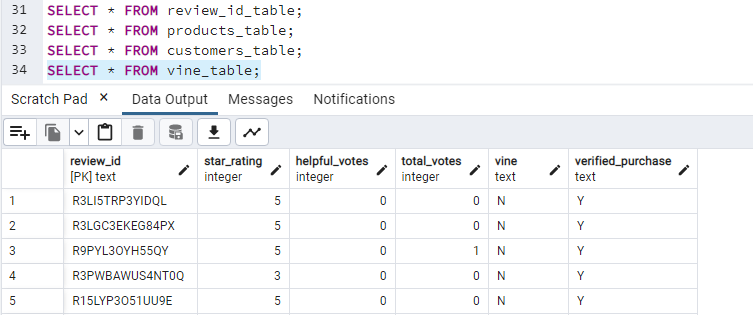 31 SELECT * FROM review_id_table;
32 SELECT * FROM products_table;
33 SELECT * FROM customers_table;
34 SELECT * FROM vine_table;
Scratch Pad × Data Output Messages Notifications
review_id star_rating helpful_votes total_votes vine verified_purchase
[PK] text integer integer integer text text
1 R3LI5TRP3YIDQL 5 0 0 N Y
2 R3LGC3EKEG84PX 5 0 0 N Y
3 R9PYL3OYH55QY 5 0 1 N Y
4 R3PWBAWUS4NT0Q 3 0 0 N Y
5 R15LYP3O51UU9E 5 0 0 N Y